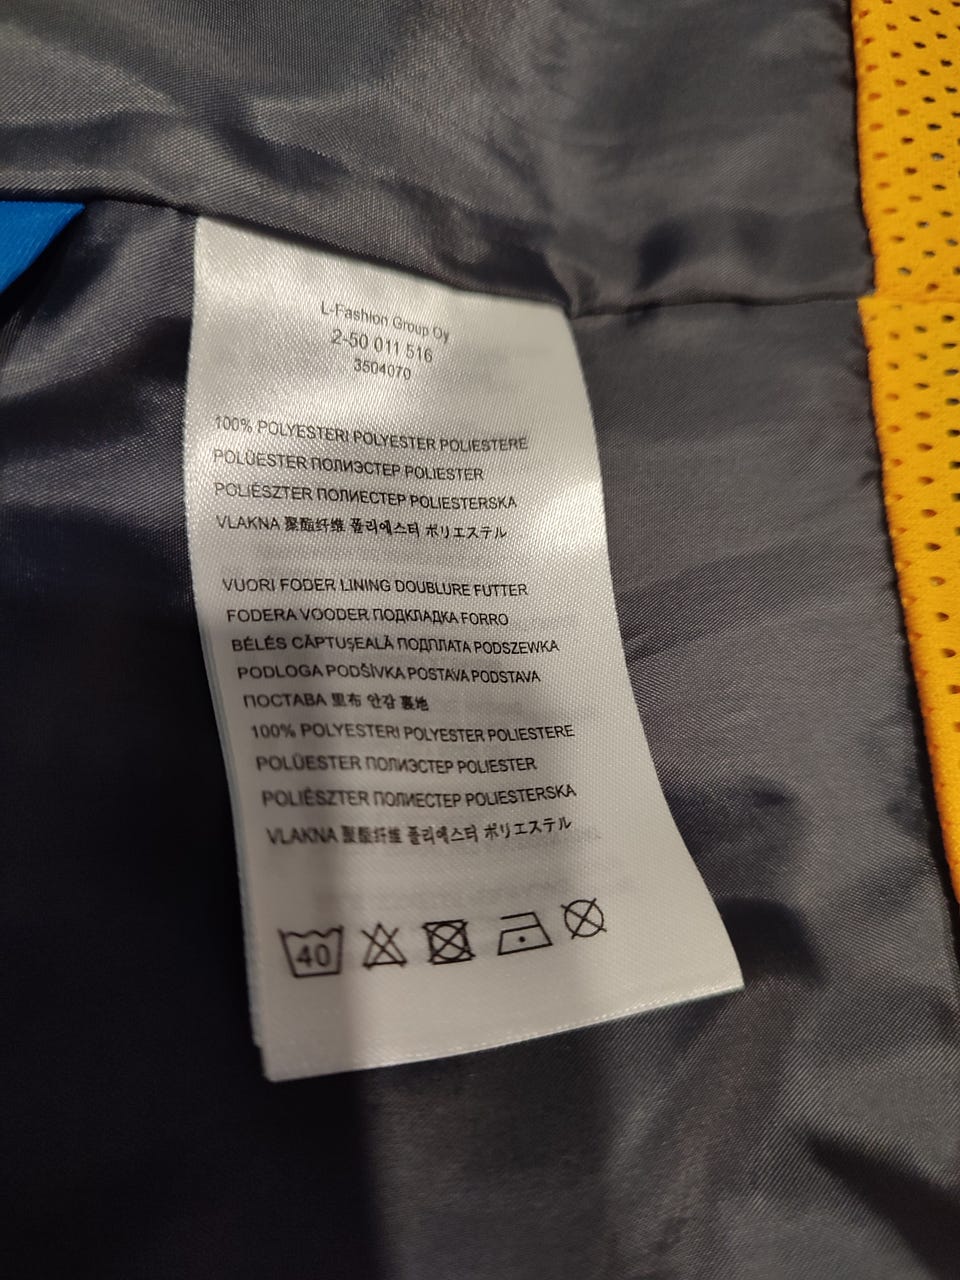 L-Fashion Group Oy
2-50 011 516
3504070
100% POLYESTERI POLYESTER POLIESTERE
POLÜESTER ПОЛИЭСТЕР POLIESTER
POLIÉSZTER ПОЛИЕСТЕР POLIESTERSKA
VLAKNA 聚酯纤维 폴리에스터 ポリエステル
VUORI FODER LINING DOUBLURE FUTTER
FODERA VOODER ПОДКЛАДКА FORRO
BÉLÉS CĂPTUŞEALĂ ПОДПЛАТА PODSZEWKA
PODLOGA PODŠÍVKA POSTAVA PODSTAVA
ПОСТАВА 里布 안감 裏地
100% POLYESTERI POLYESTER POLIESTERE
POLÜESTER ПОЛИЭСТЕР POLIESTER
POLIÉSZTER ПОЛИЕСТЕР POLIESTERSKA
VLAKNA 聚酯纤维 폴리에스터 ポリエステル
40